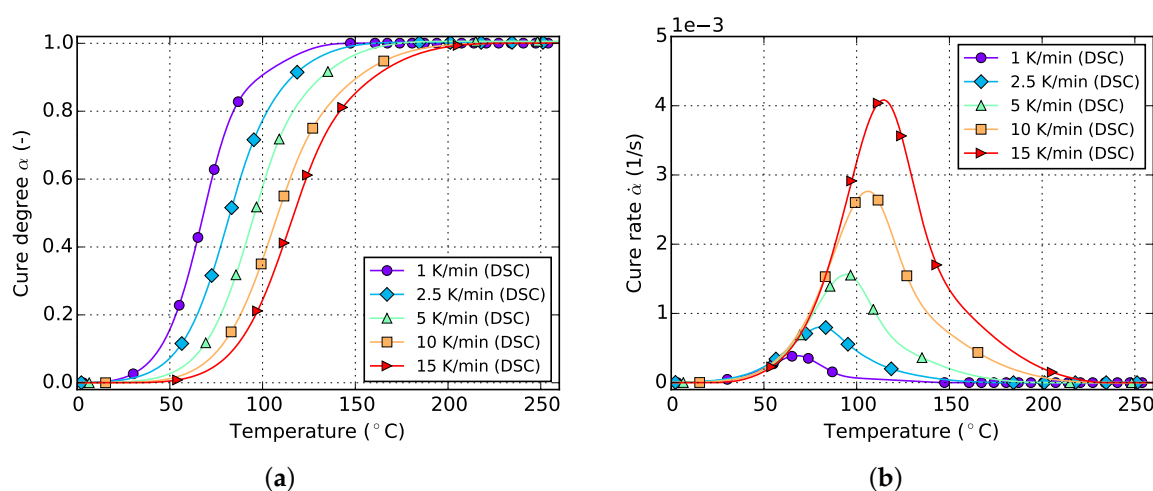 1.0
0.8
0.6
0.4
0.2
0.0
Cure degree α (-)
0
50
100
150
200
250
Temperature (°C)
1 K/min (DSC)
2.5 K/min (DSC)
5 K/min (DSC)
10 K/min (DSC)
15 K/min (DSC)
(a)
1e−3
5
4
3
2
1
0
Cure rate α̇ (1/s)
0
50
100
150
200
250
Temperature (°C)
1 K/min (DSC)
2.5 K/min (DSC)
5 K/min (DSC)
10 K/min (DSC)
15 K/min (DSC)
(b)